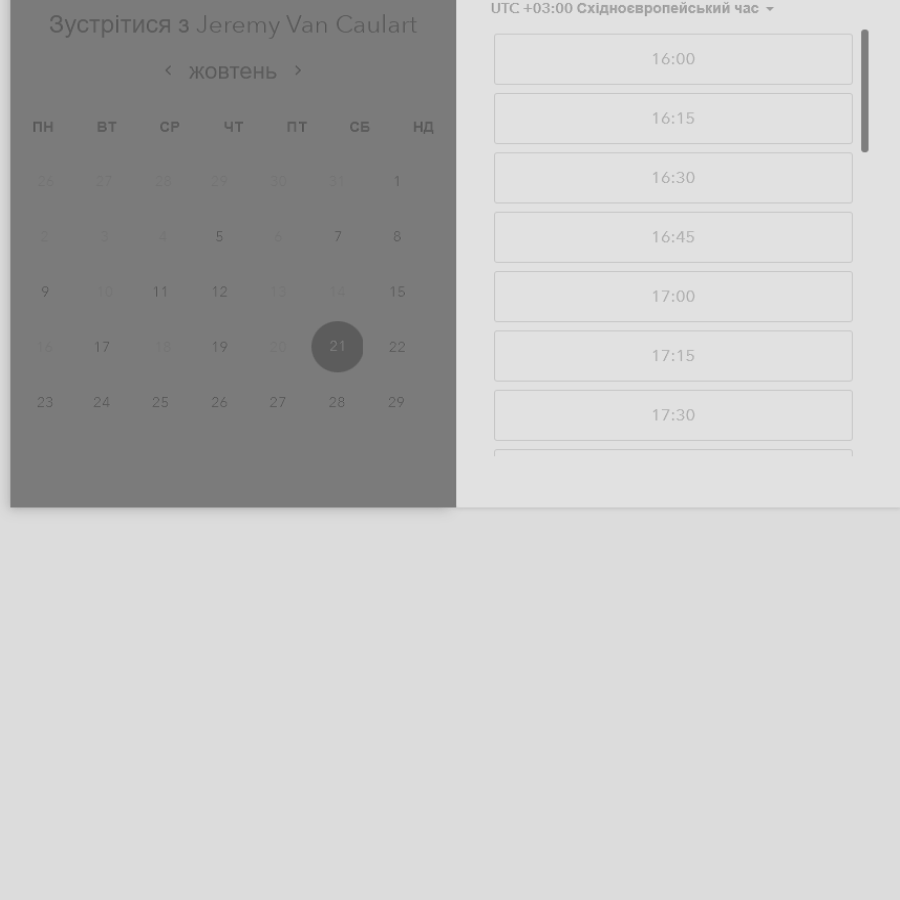 Зустрітися з Jeremy Van Caulart
жовтень
ПН ВТ СР ЧТ ПТ СБ НД
26 27 28 29 30 31 1
2 3 4 5 6 7 8
9 10 11 12 13 14 15
16 17 18 19 20 21 22
23 24 25 26 27 28 29
UTC +03:00 Східноєвропейський час
16:00
16:15
16:30
16:45
17:00
17:15
17:30